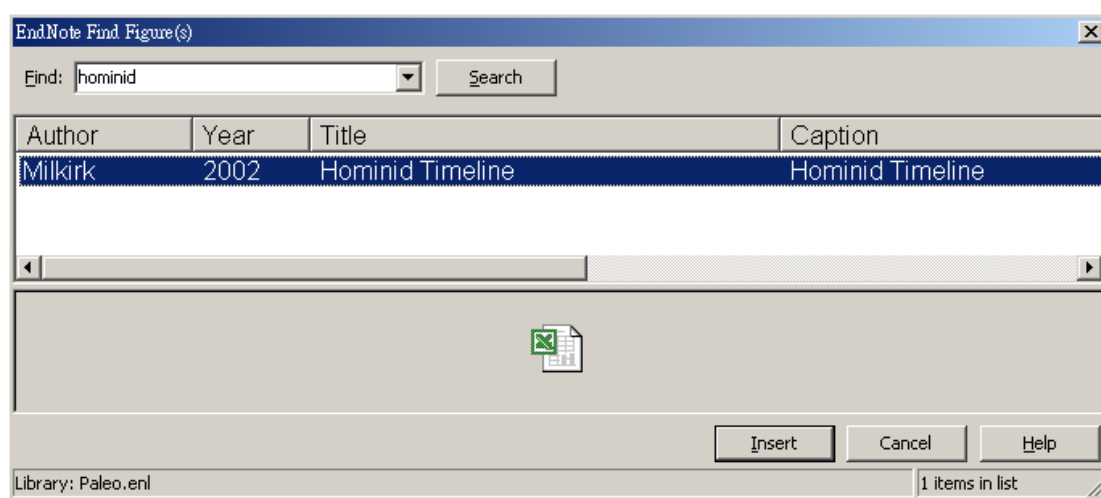 EndNote Find Figure(s)
Find: hominid Search
Author Year Title Caption
Milkirk 2002 Hominid Timeline Hominid Timeline
Insert Cancel Help
Library: Paleo.enl 1 items in list